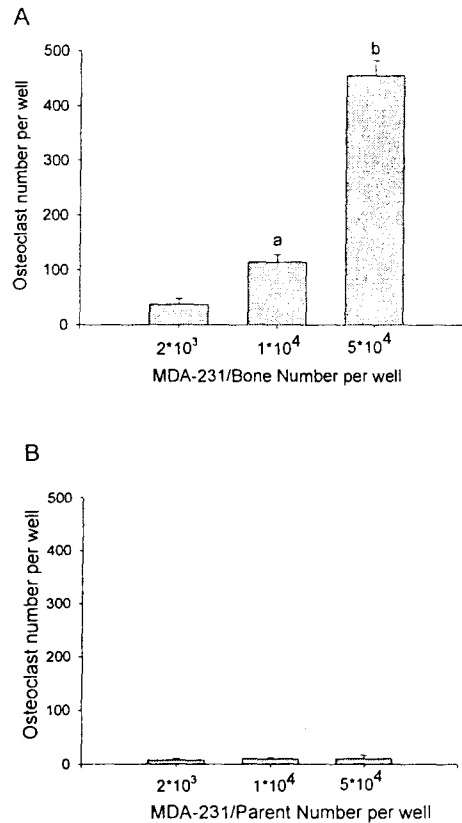 A
Osteoclast number per well
500
400
300
200
100
0
a
b
2*10³
1*10⁴
5*10⁴
MDA-231/Bone Number per well
B
Osteoclast number per well
500
400
300
200
100
0
2*10³
1*10⁴
5*10⁴
MDA-231/Parent Number per well